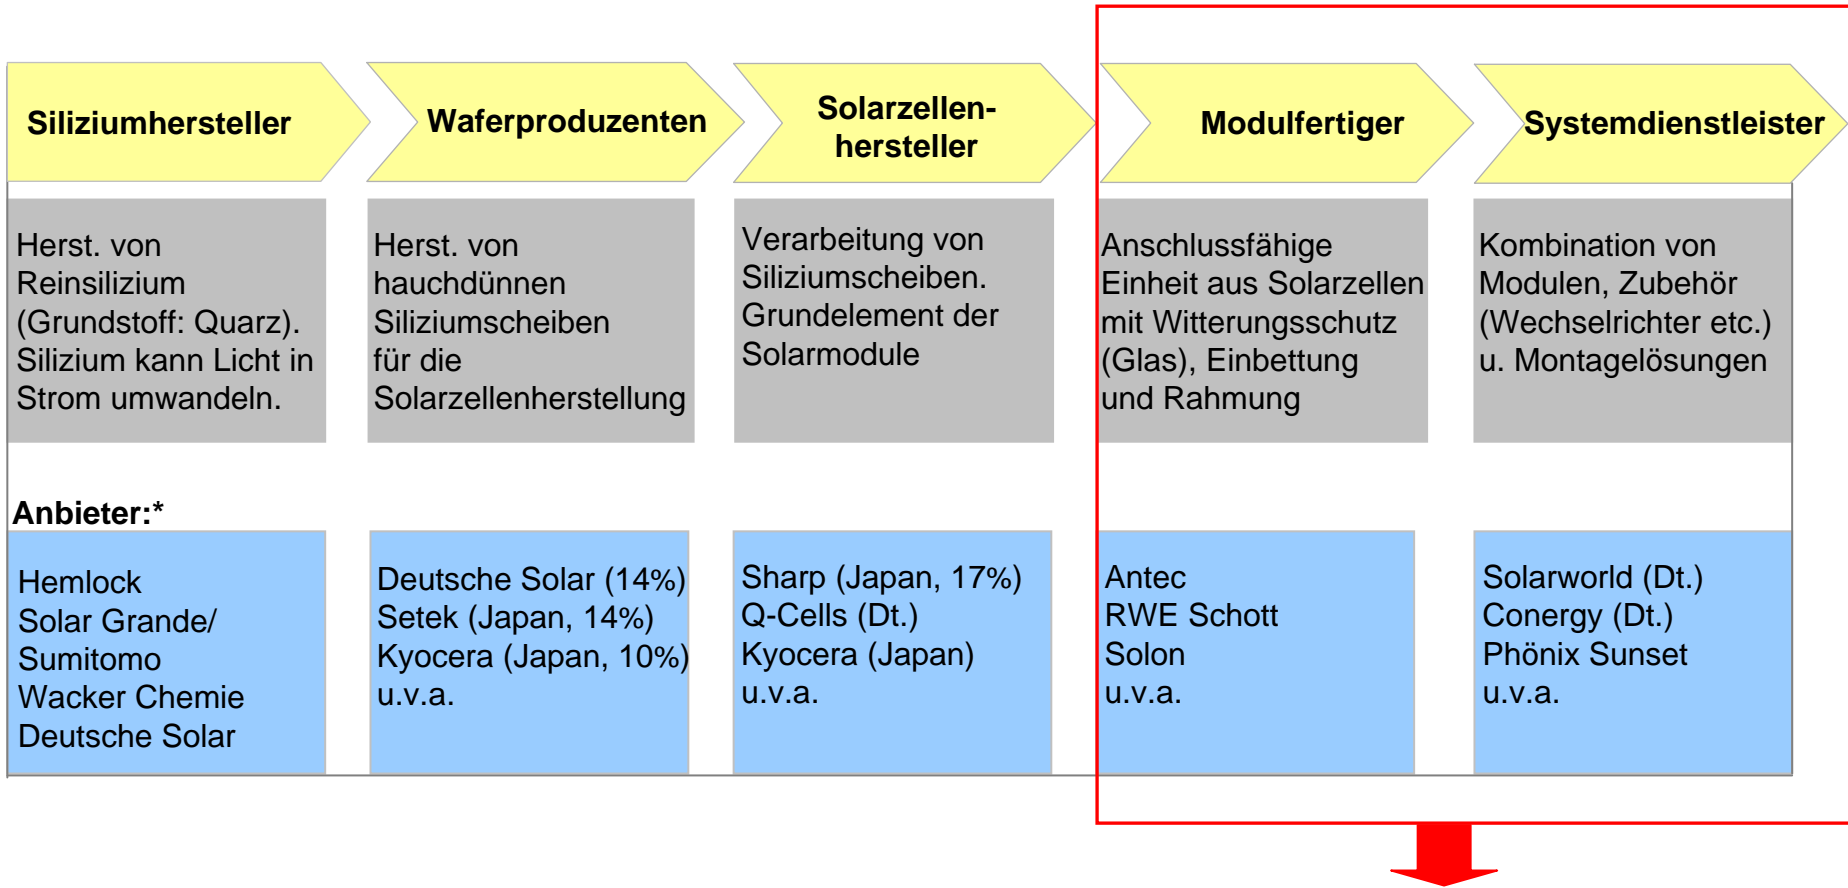 Siliziumhersteller
Waferproduzenten
Solarzellen-
hersteller
Modulfertiger
Systemdienstleister
Herst. von
Reinsilizium
(Grundstoff: Quarz).
Silizium kann Licht in
Strom umwandeln.
Herst. von
hauchdünnen
Siliziumscheiben
für die
Solarzellenherstellung
Verarbeitung von
Siliziumscheiben.
Grundelement der
Solarmodule
Anschlussfähige
Einheit aus Solarzellen
mit Witterungsschutz
(Glas), Einbettung
und Rahmung
Kombination von
Modulen, Zubehör
(Wechselrichter etc.)
u. Montagelösungen
Anbieter:*
Hemlock
Solar Grande/
Sumitomo
Wacker Chemie
Deutsche Solar
Deutsche Solar (14%)
Setek (Japan, 14%)
Kyocera (Japan, 10%)
u.v.a.
Sharp (Japan, 17%)
Q-Cells (Dt.)
Kyocera (Japan)
u.v.a.
Antec
RWE Schott
Solon
u.v.a.
Solarworld (Dt.)
Conergy (Dt.)
Phönix Sunset
u.v.a.